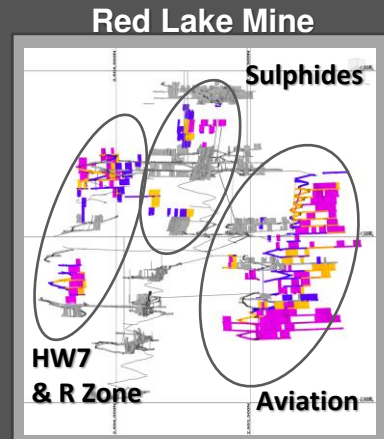 Red Lake Mine
Sulphides
HW7
& R Zone
Aviation